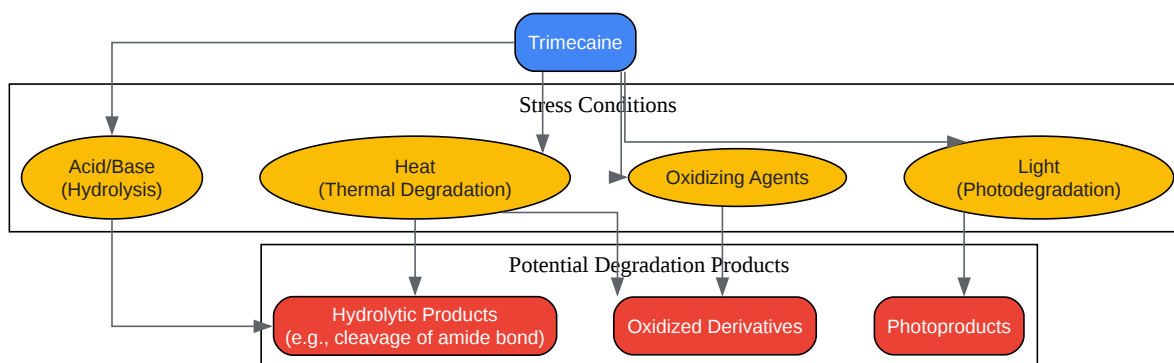 Trimecaine
Stress Conditions
Acid/Base
(Hydrolysis)
Heat
(Thermal Degradation)
Oxidizing Agents
Light
(Photodegradation)
Potential Degradation Products
Hydrolytic Products
(e.g., cleavage of amide bond)
Oxidized Derivatives
Photoproducts